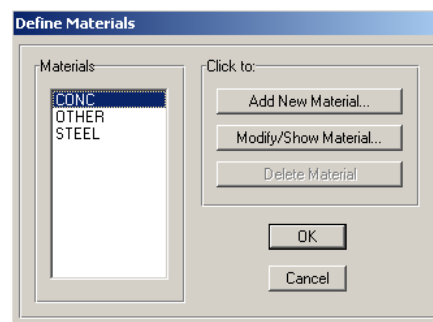 Define Materials
Materials
CONC
OTHER
STEEL
Click to:
Add New Material...
Modify/Show Material...
Delete Material
OK
Cancel